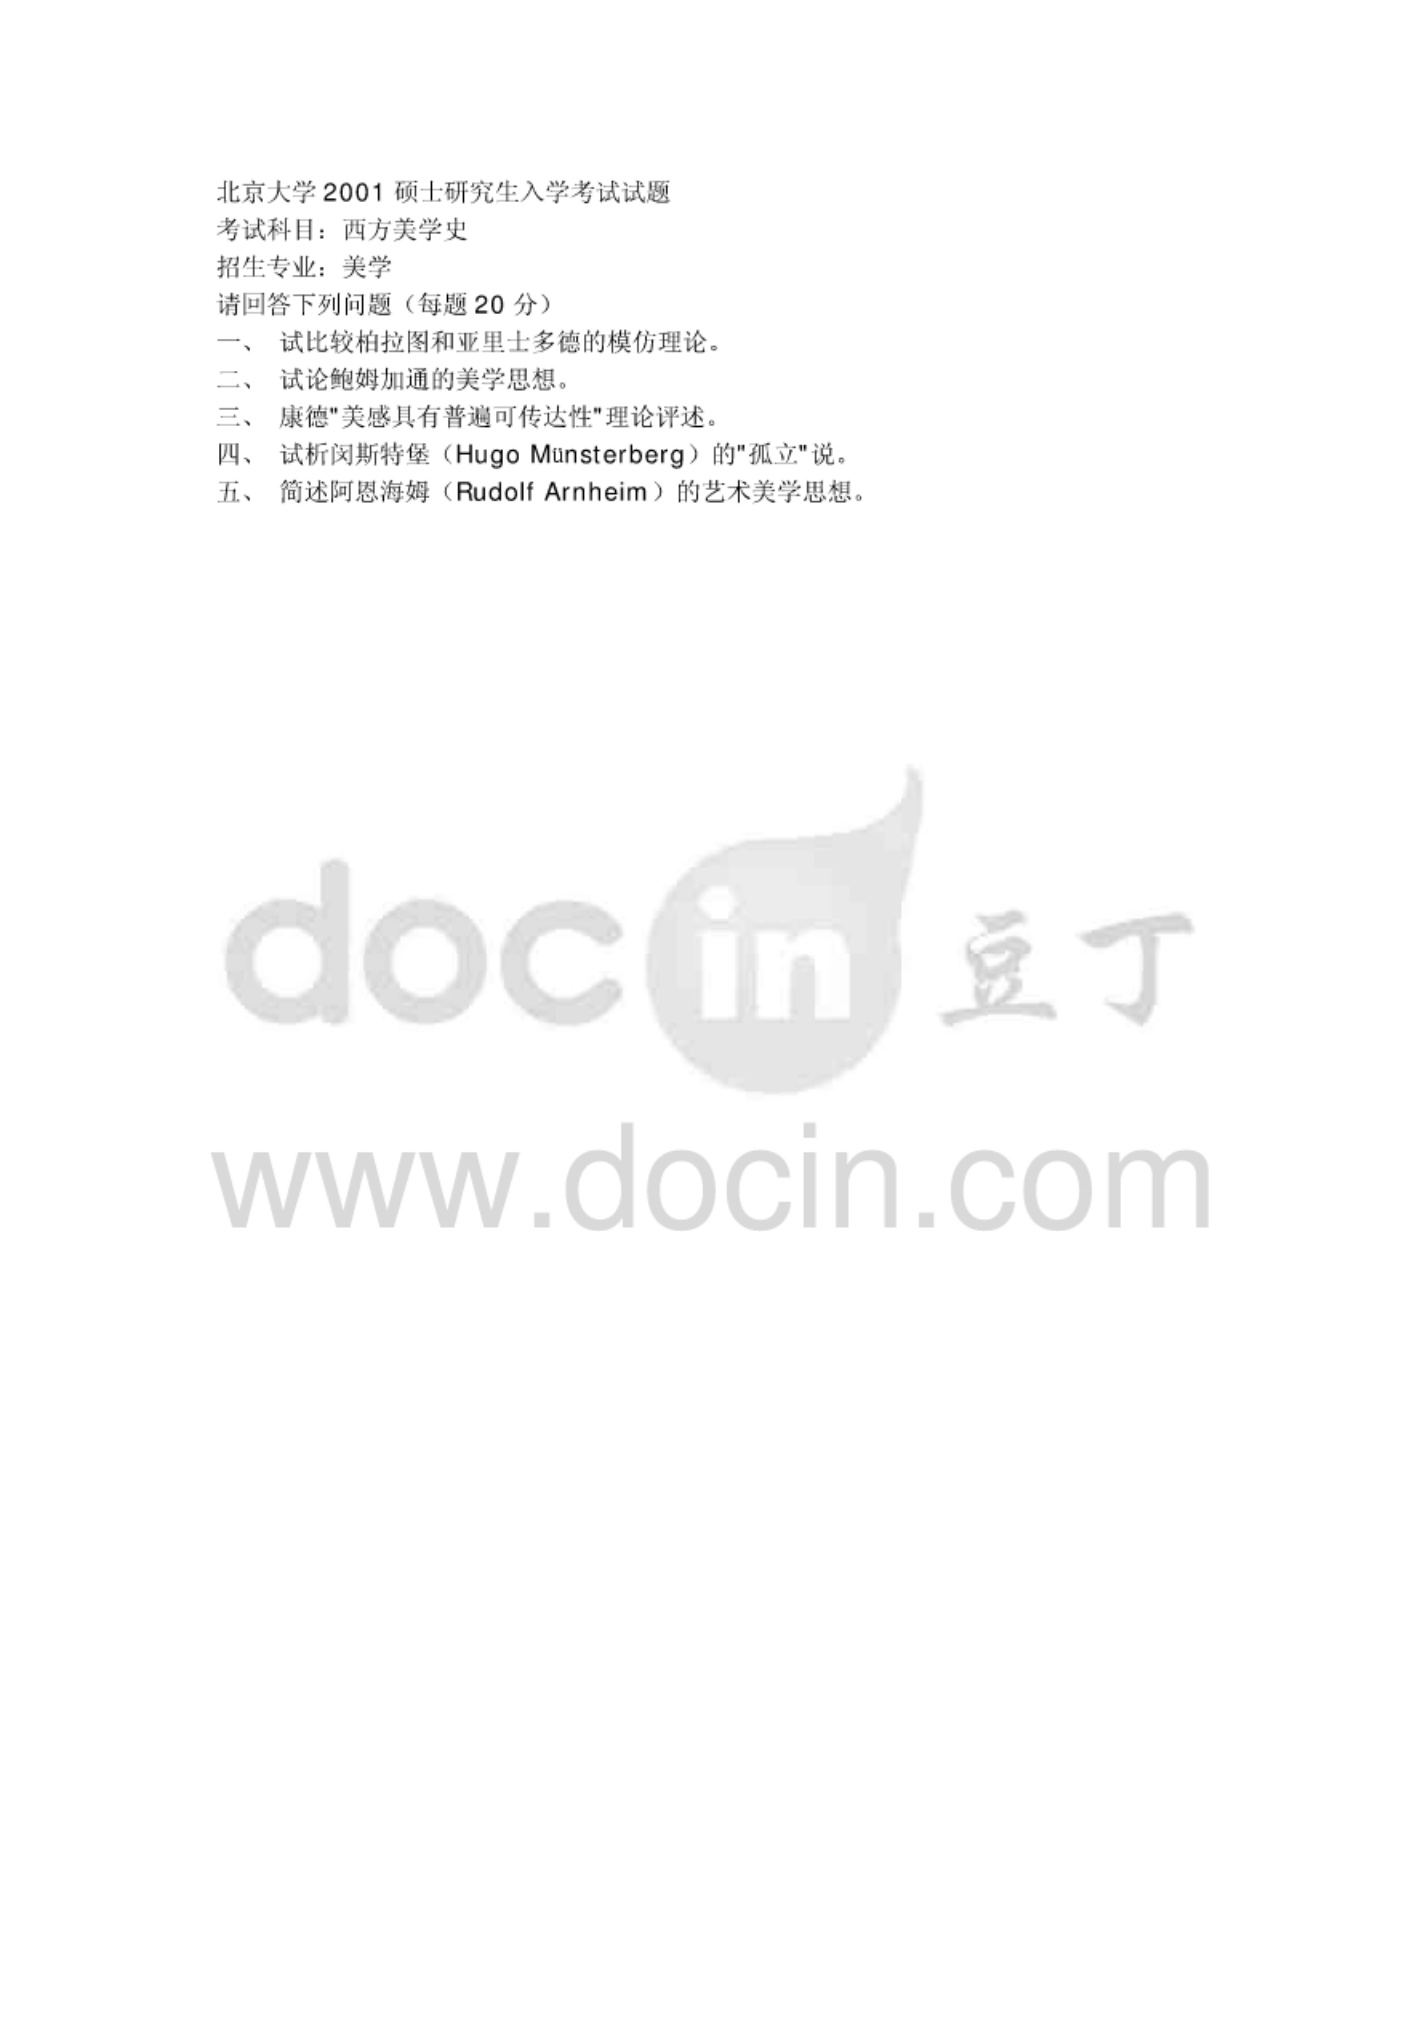 北京大学 2001 硕士研究生入学考试试题
考试科目：西方美学史
招生专业：美学
请回答下列问题（每题 20 分）
一、 试比较柏拉图和亚里士多德的模仿理论。
二、 试论鲍姆加通的美学思想。
三、 康德"美感具有普遍可传达性"理论评述。
四、 试析闵斯特堡（Hugo Münsterberg）的"孤立"说。
五、 简述阿恩海姆（Rudolf Arnheim）的艺术美学思想。
docin 豆丁
www.docin.com